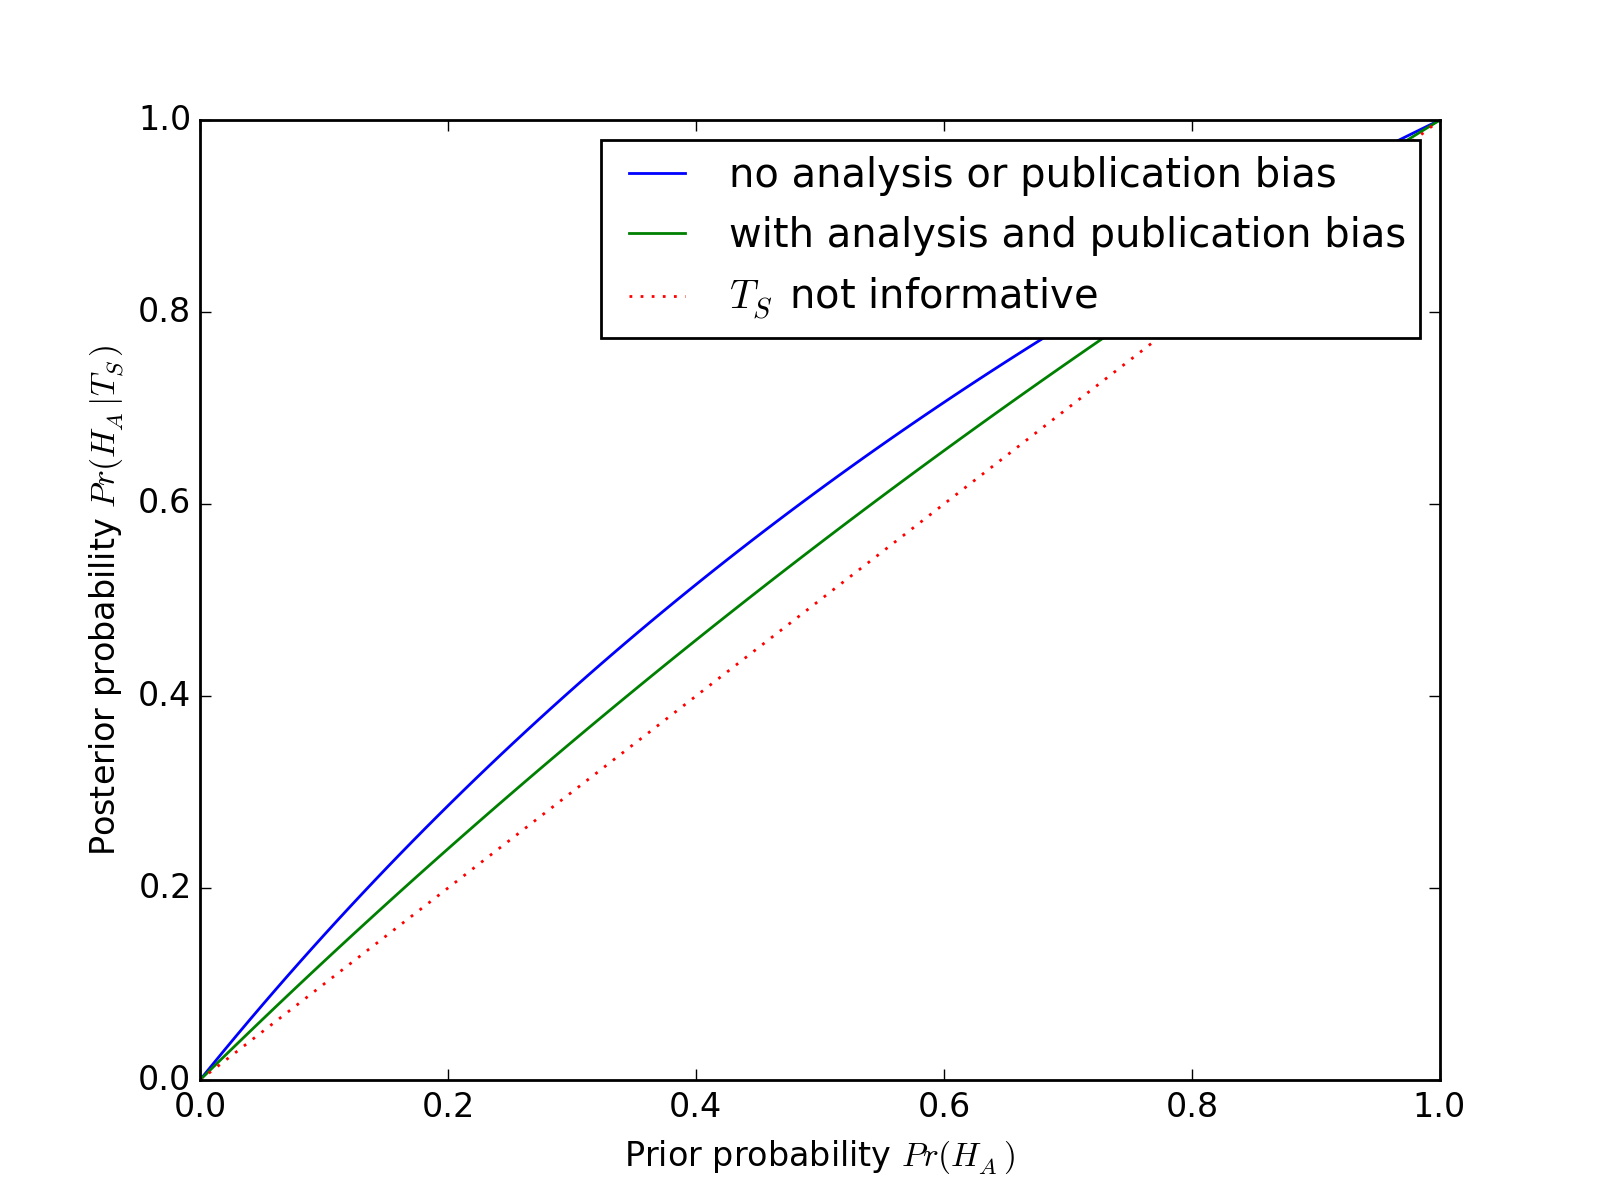 1.0
0.8
0.6
0.4
0.2
0.0
0.0 0.2 0.4 0.6 0.8 1.0
Posterior probability Pr(H_A|T_S)
Prior probability Pr(H_A)
no analysis or publication bias
with analysis and publication bias
T_S not informative